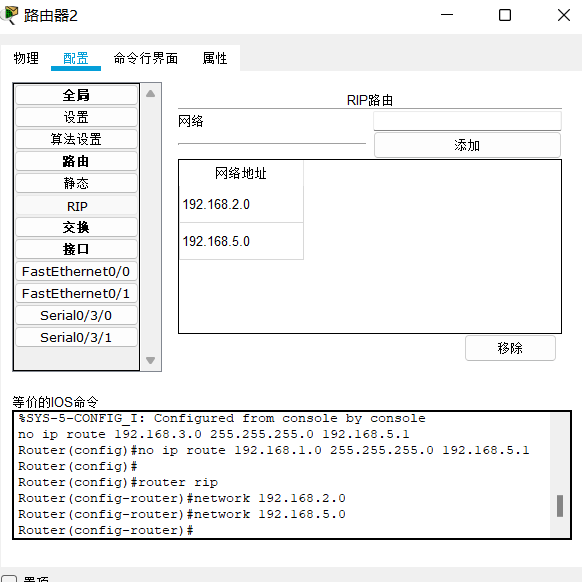 路由器2
物理 配置 命令行界面 属性
全局
设置
算法设置
路由
静态
RIP
交换
接口
FastEthernet0/0
FastEthernet0/1
Serial0/3/0
Serial0/3/1
RIP路由
网络
添加
网络地址
192.168.2.0
192.168.5.0
移除
等价的IOS命令
%SYS-5-CONFIG_I: Configured from console by console
no ip route 192.168.3.0 255.255.255.0 192.168.5.1
Router(config)#no ip route 192.168.1.0 255.255.255.0 192.168.5.1
Router(config)#
Router(config)#router rip
Router(config-router)#network 192.168.2.0
Router(config-router)#network 192.168.5.0
Router(config-router)#
置顶